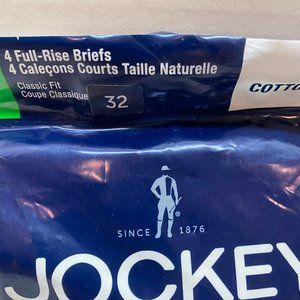 4 Full-Rise Briefs
4 Caleçons Courts Taille Naturelle
Classic Fit
Coupe Classique
32
COTTO
SINCE 1876
JOCKEY